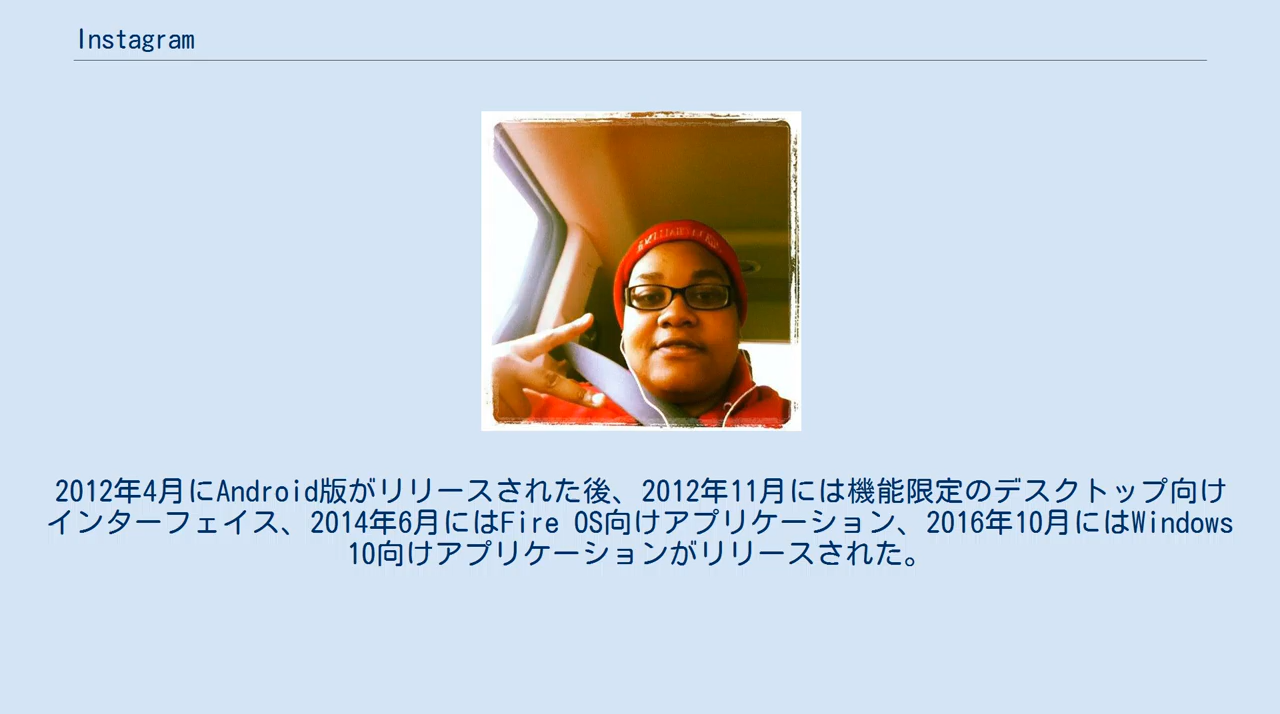 Instagram
2012年4月にAndroid版がリリースされた後、2012年11月には機能限定のデスクトップ向け
インターフェイス、2014年6月にはFire OS向けアプリケーション、2016年10月にはWindows
10向けアプリケーションがリリースされた。